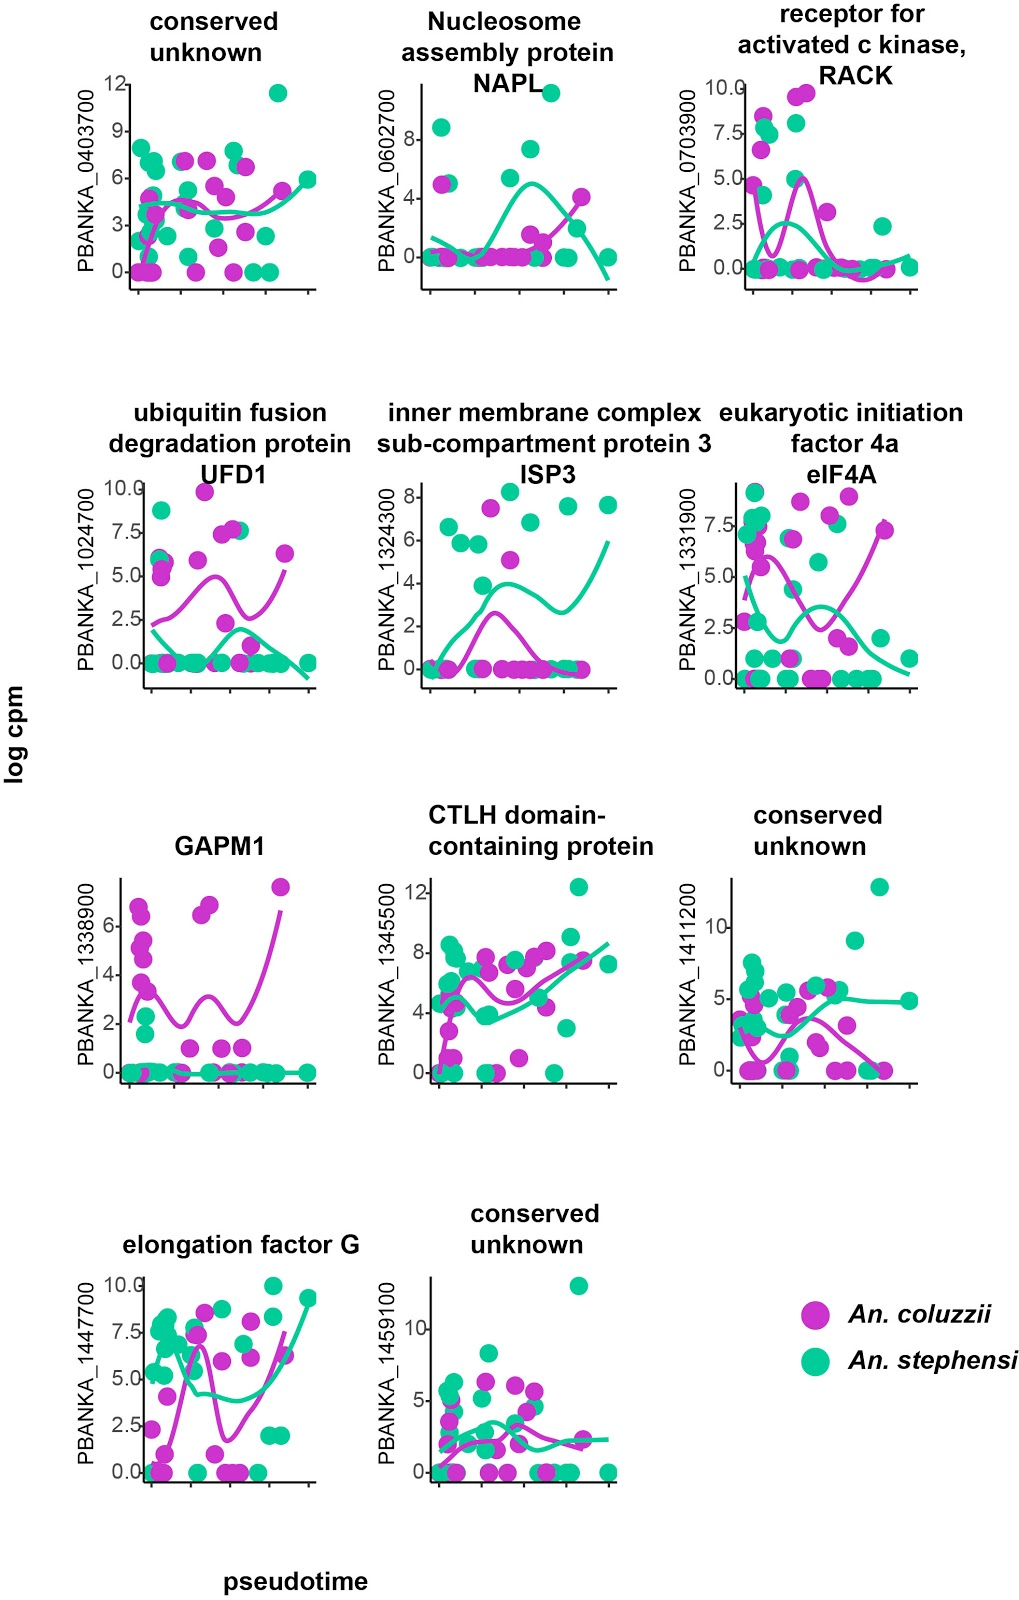 conserved
unknown
Nucleosome
assembly protein
NAPL
receptor for
activated c kinase,
RACK
PBANKA_0403700
12
9
6
3
0
PBANKA_0602700
8
4
0
PBANKA_0703900
10.0
7.5
5.0
2.5
0.0
ubiquitin fusion
degradation protein
UFD1
inner membrane complex
sub-compartment protein 3
ISP3
eukaryotic initiation
factor 4a
eIF4A
PBANKA_1024700
10.0
7.5
5.0
2.5
0.0
PBANKA_1324300
8
6
4
2
0
PBANKA_1331900
7.5
5.0
2.5
0.0
log cpm
GAPM1
CTLH domain-
containing protein
conserved
unknown
PBANKA_1338900
6
4
2
0
PBANKA_1345500
12
8
4
0
PBANKA_1411200
10
5
0
elongation factor G
conserved
unknown
PBANKA_1447700
10.0
7.5
5.0
2.5
0.0
PBANKA_1459100
10
5
0
An. coluzzii
An. stephensi
pseudotime